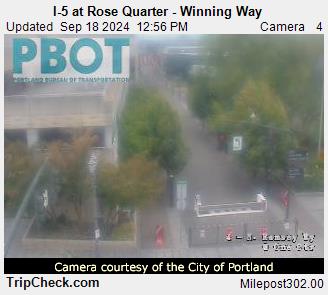 I-5 at Rose Quarter - Winning Way
Updated Sep 18 2024 12:56 PM Camera 4
PBOT
PORTLAND BUREAU OF TRANSPORTATION
Camera courtesy of the City of Portland
TripCheck.com Milepost302.00